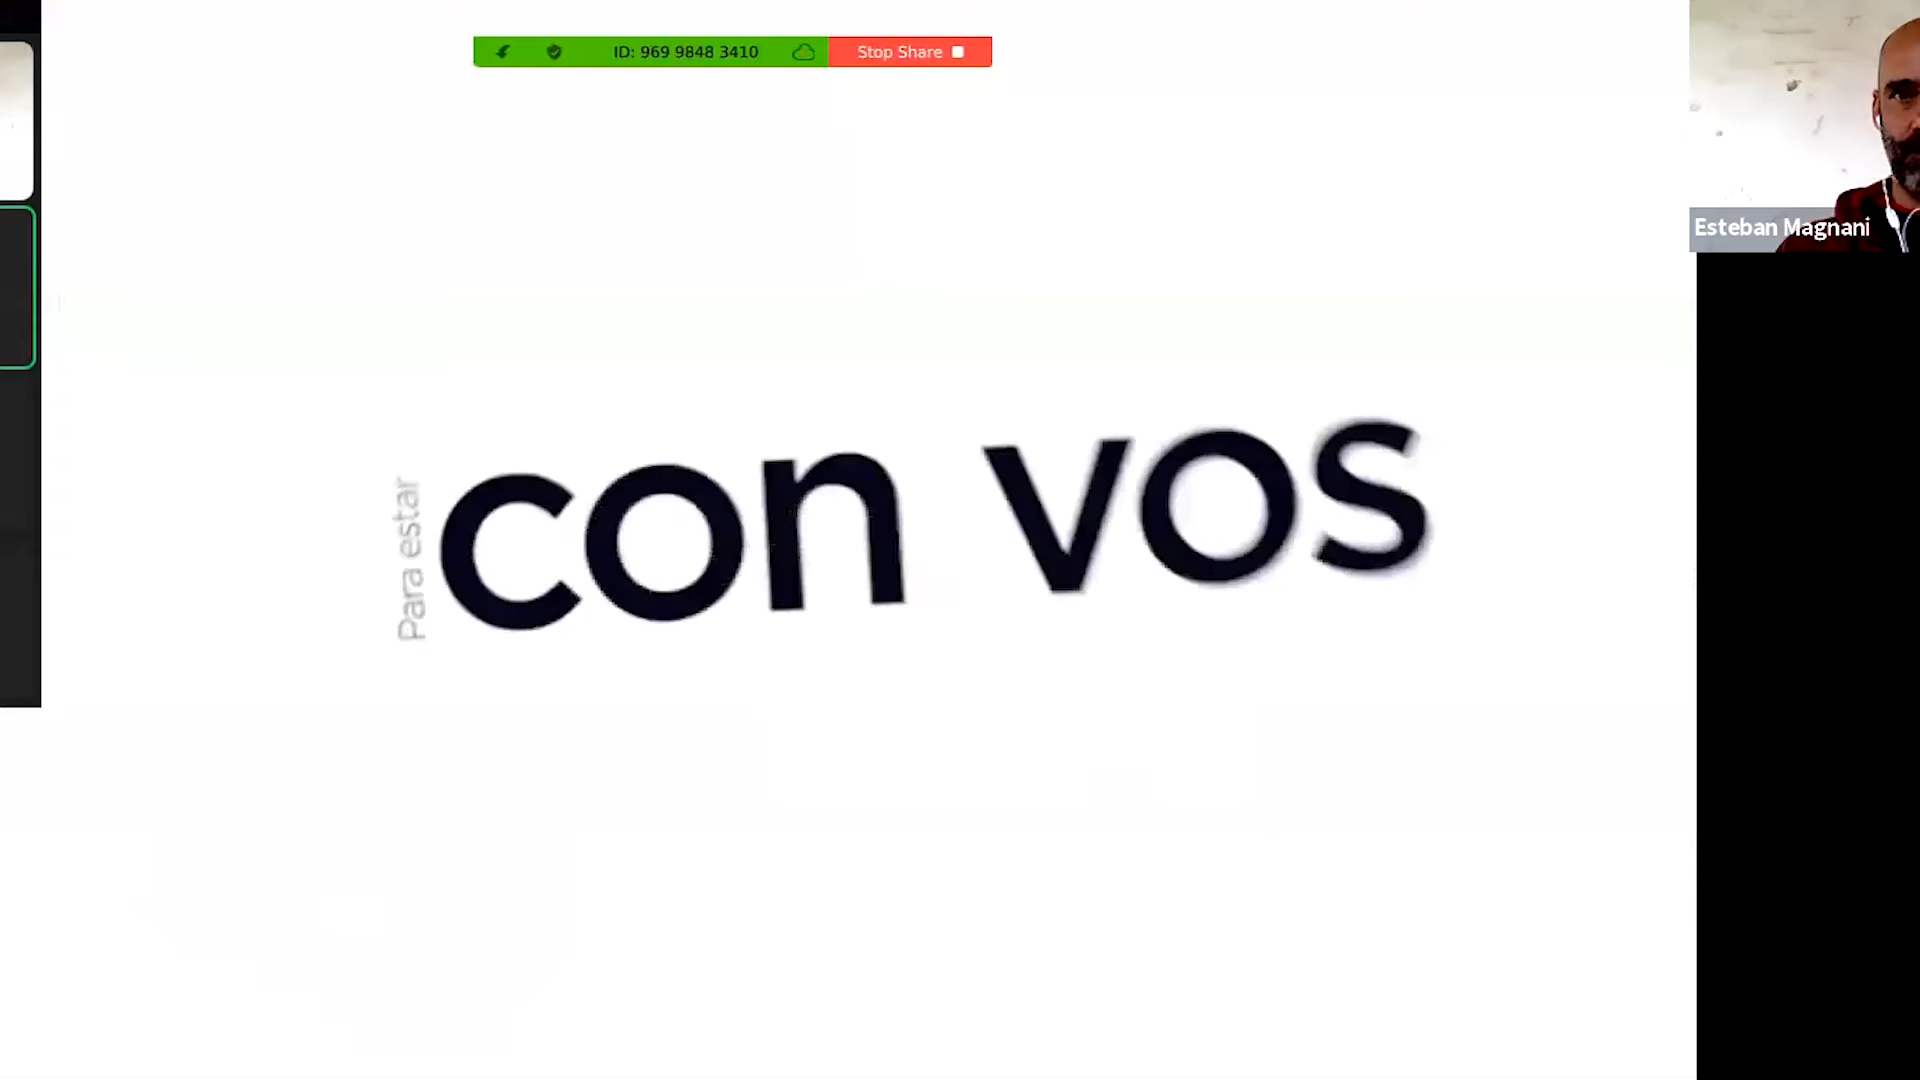 ID: 969 9848 3410
Stop Share
Esteban Magnani
Para estar
con vos